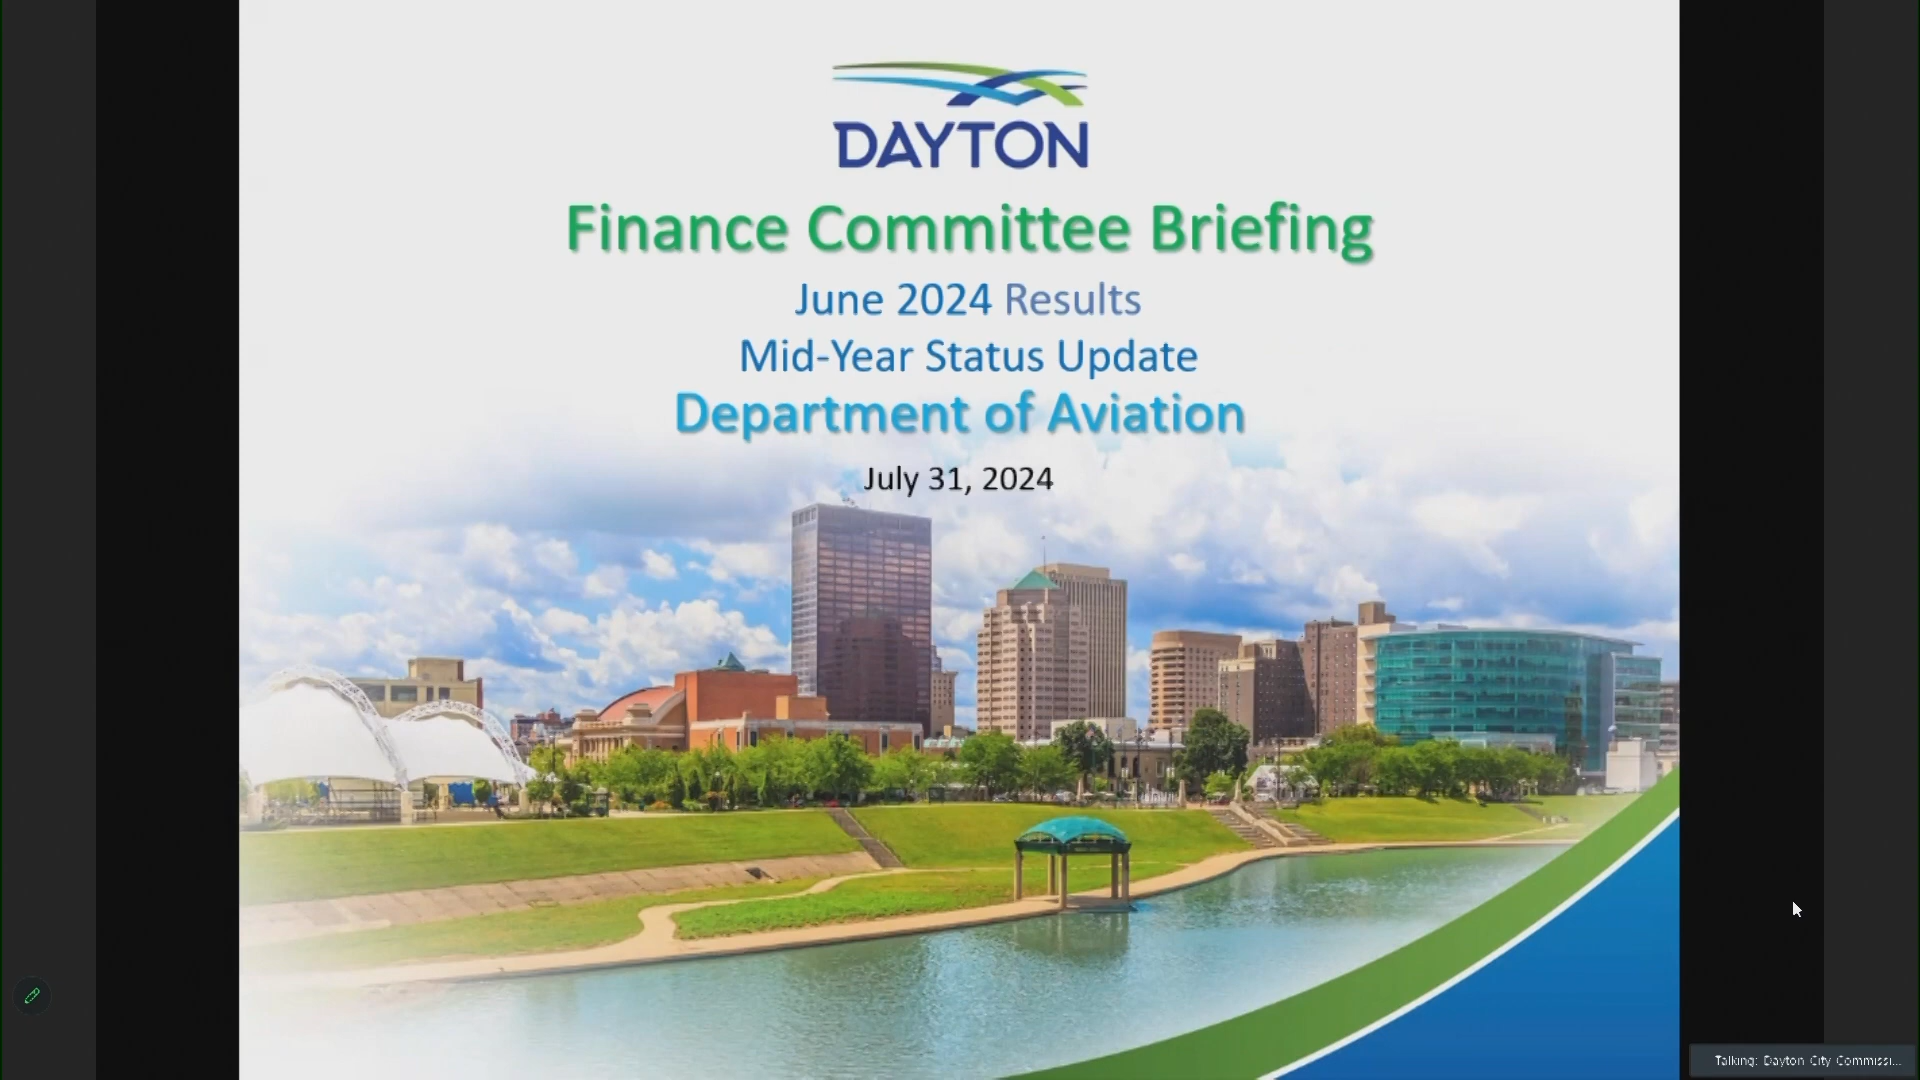 DAYTON
Finance Committee Briefing
June 2024 Results
Mid-Year Status Update
Department of Aviation
July 31, 2024
Talking: Dayton City Commissi...